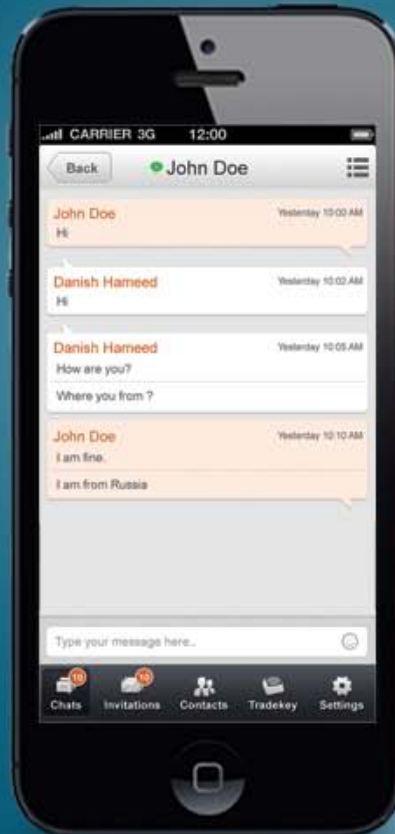 CARRIER 3G 12:00
Back John Doe
John Doe Yesterday 10:00 AM
Hi
Danish Hameed Yesterday 10:02 AM
Hi
Danish Hameed Yesterday 10:05 AM
How are you?
Where you from ?
John Doe Yesterday 10:10 AM
I am fine.
I am from Russia
Type your message here..
10 10
Chats Invitations Contacts Tradekey Settings